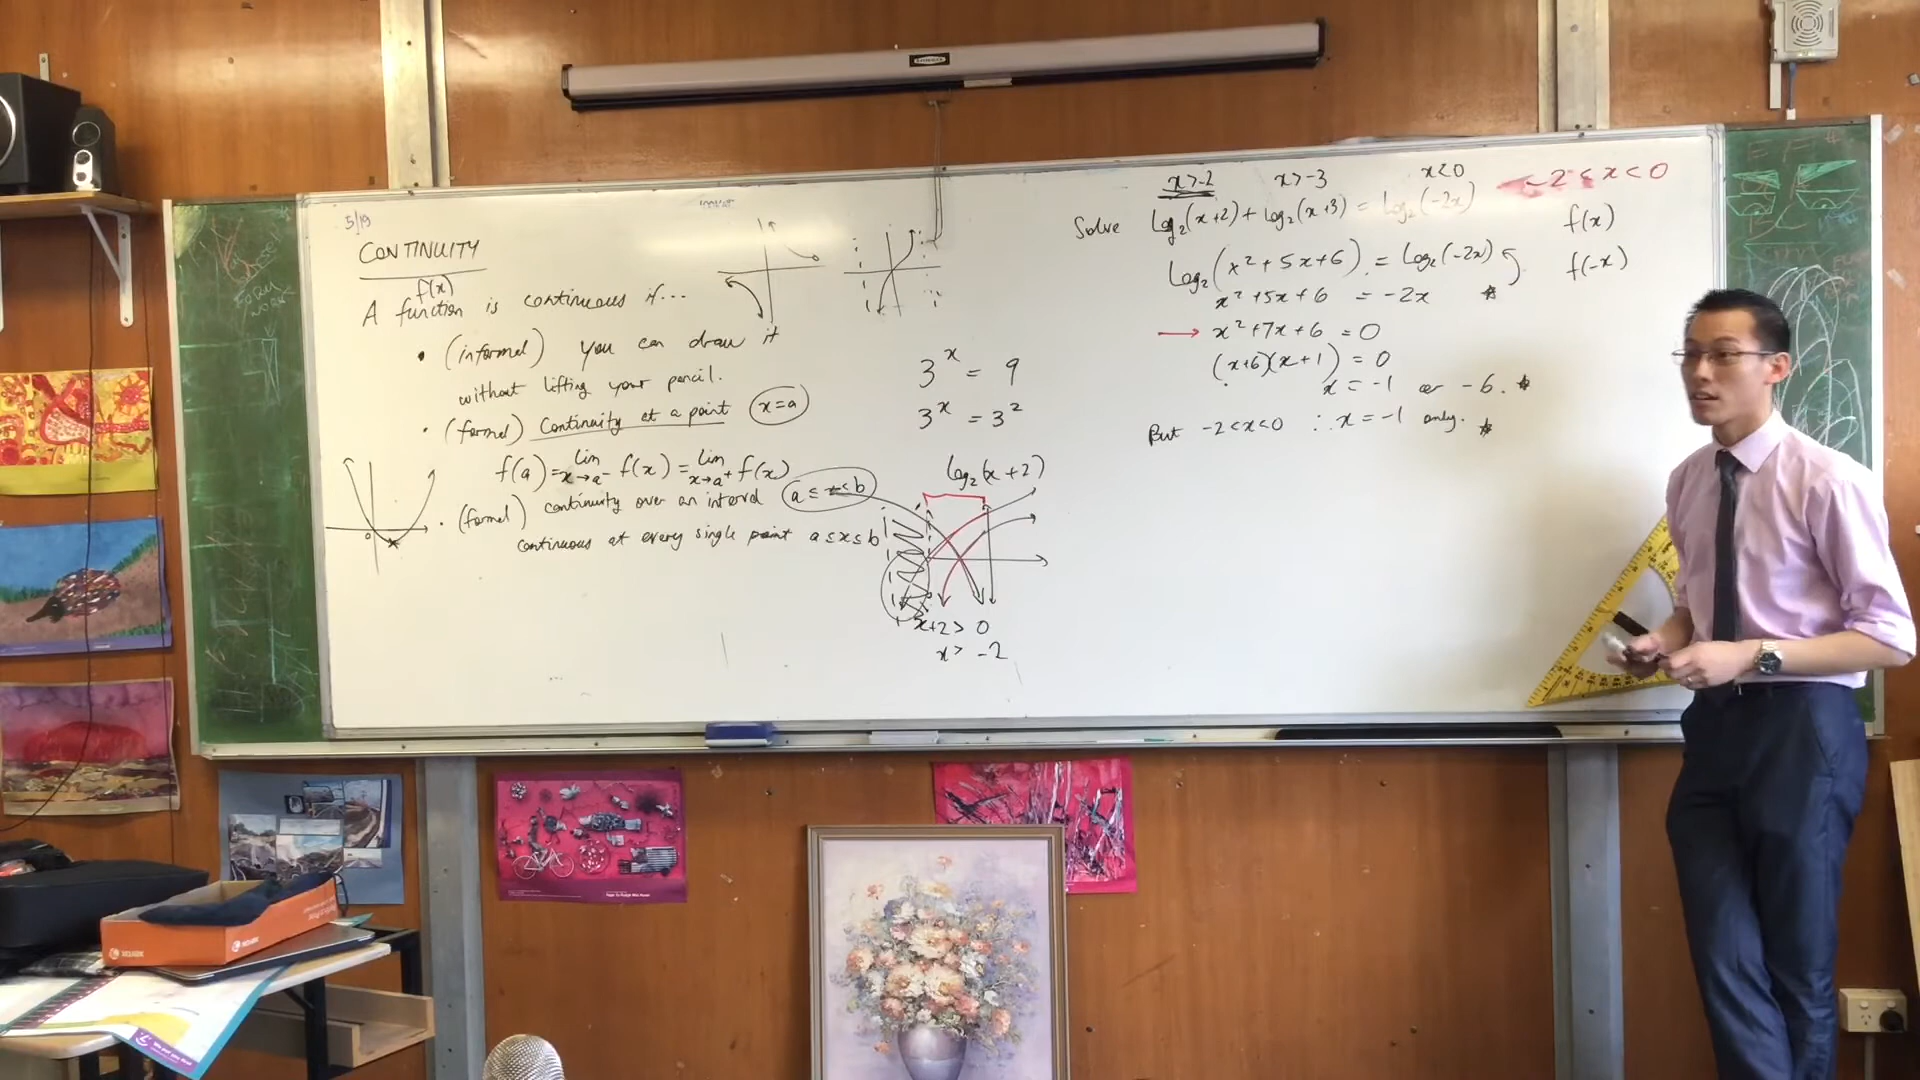 5/19
CONTINUITY
f(x)
A function is continuous if...
• (informal) You can draw it
without lifting your pencil.
• (formal) Continuity at a point x=a
f(a) = lim x→a⁻ f(x) = lim x→a⁺ f(x)
• (formal) continuity over an interval a ≤ x ≤ b
continuous at every single point a ≤ x ≤ b
0
3^x = 9
3^x = 3^2
log₂(x+2)
x+2 > 0
x > -2
x>-2 x>-3 x<0 -2 < x < 0
Solve log₂(x+2) + log₂(x+3) = log₂(-2x) f(x)
log₂(x²+5x+6) = log₂(-2x) f(-x)
x²+5x+6 = -2x
→ x²+7x+6 = 0
(x+6)(x+1) = 0
x = -1 or -6.
But -2<x<0 ∴ x = -1 only.